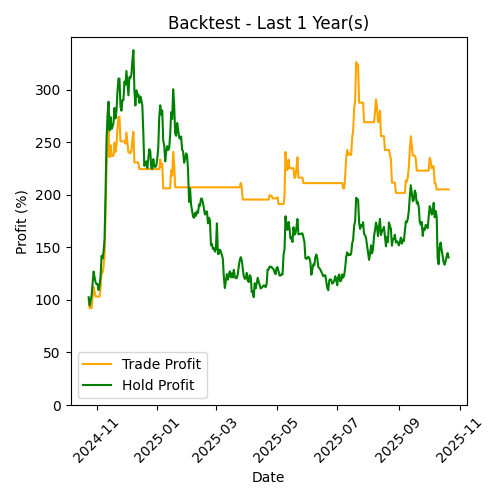 Backtest - Last 1 Year(s)
Profit (%)
300
250
200
150
100
50
0
Trade Profit
Hold Profit
2024-11
2025-01
2025-03
2025-05
2025-07
2025-09
2025-11
Date